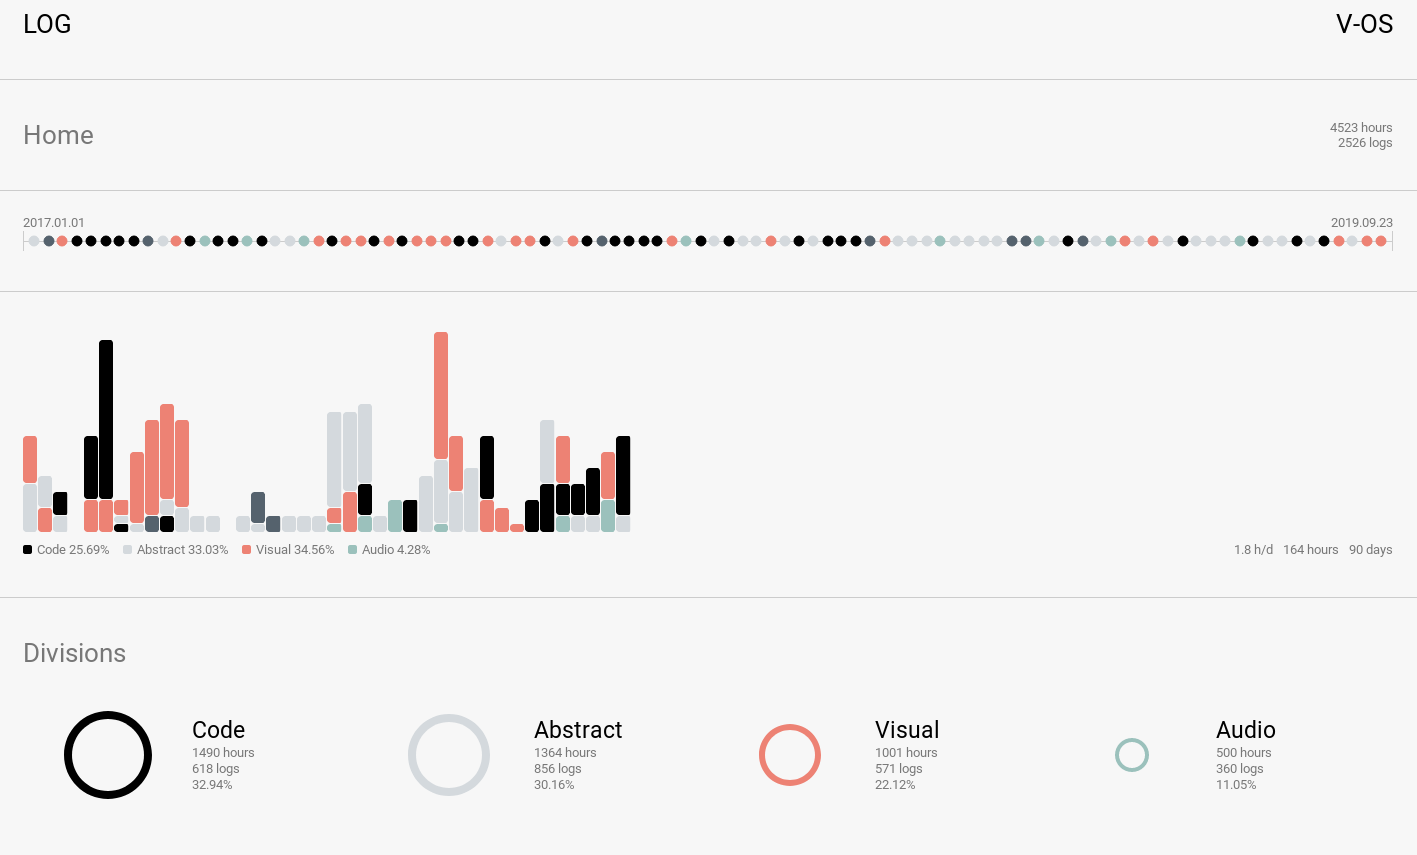 LOG
V-OS
Home
4523 hours
2526 logs
2017.01.01
2019.09.23
Code 25.69%
Abstract 33.03%
Visual 34.56%
Audio 4.28%
1.8 h/d 164 hours 90 days
Divisions
Code
1490 hours
618 logs
32.94%
Abstract
1364 hours
856 logs
30.16%
Visual
1001 hours
571 logs
22.12%
Audio
500 hours
360 logs
11.05%